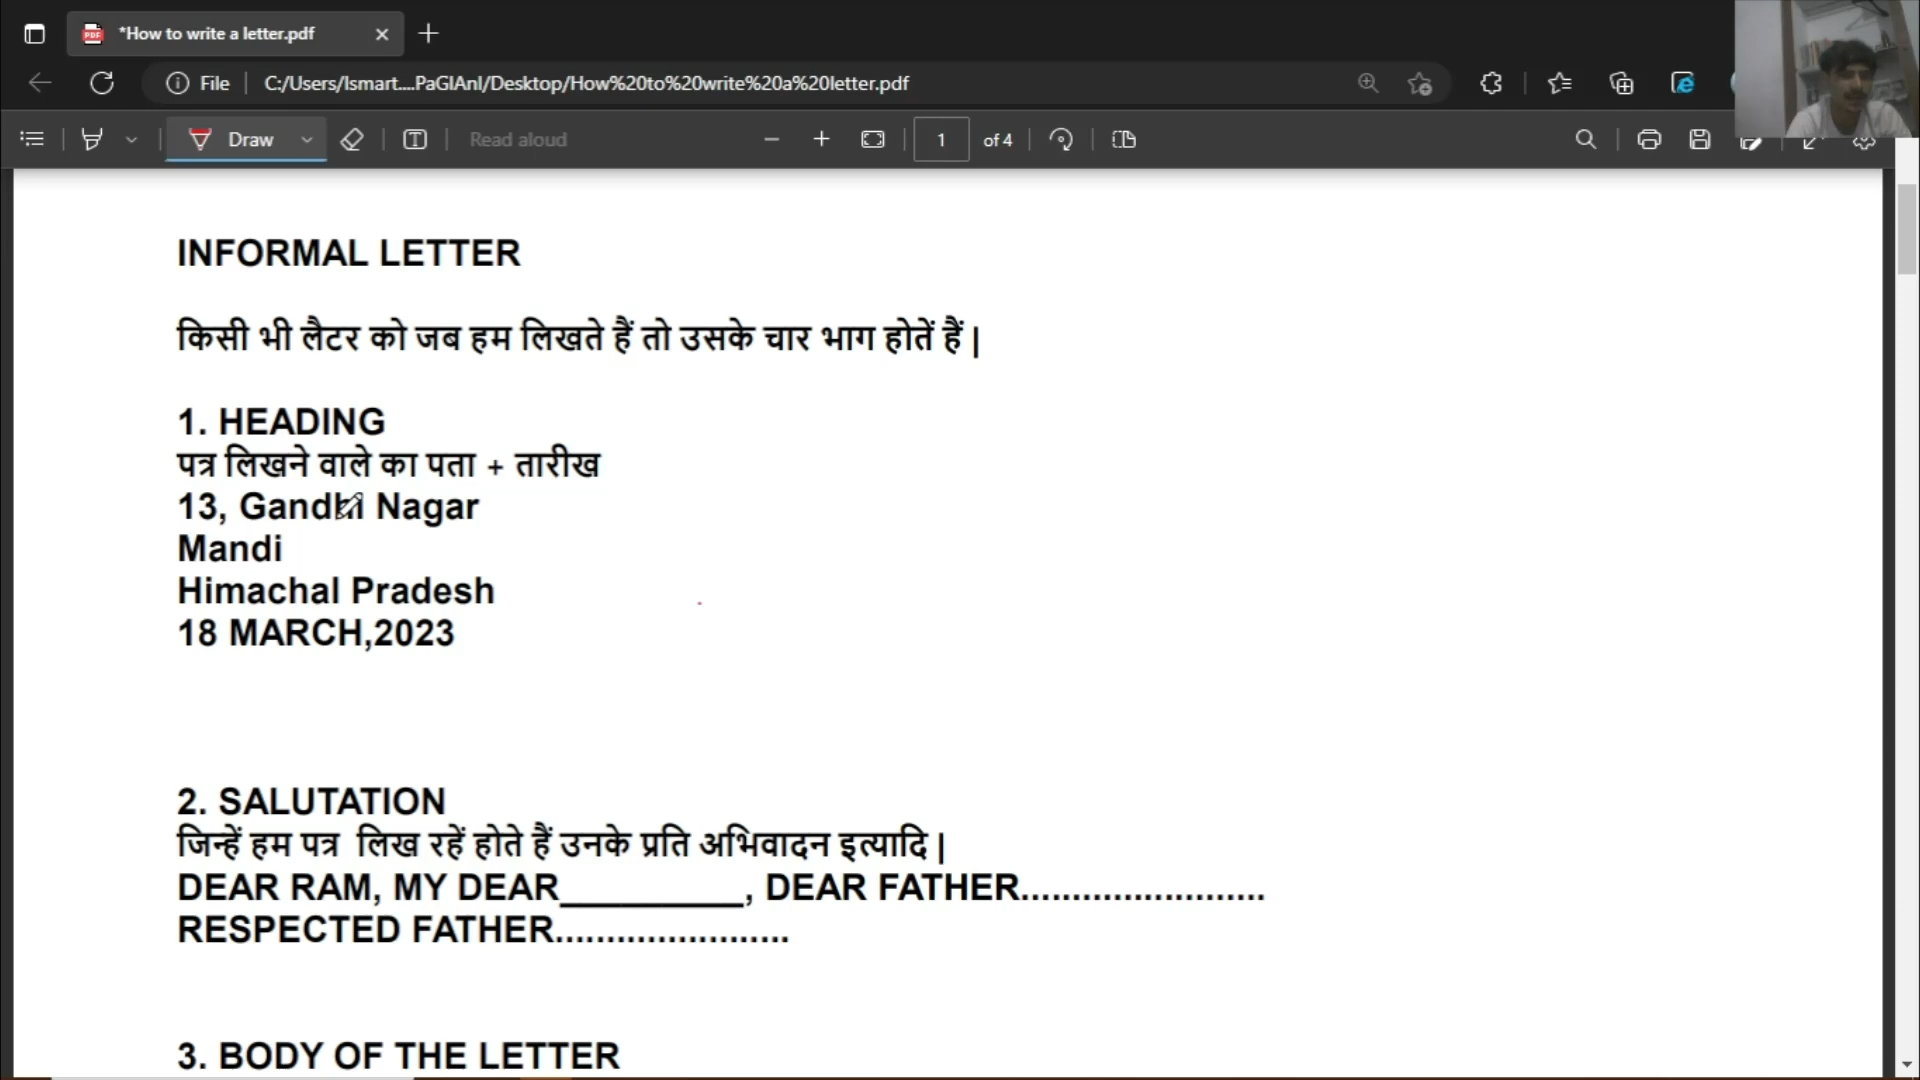 *How to write a letter.pdf
File
C:/Users/Ismart....PaGlAnI/Desktop/How%20to%20write%20a%20letter.pdf
Draw
Read aloud
1 of 4
INFORMAL LETTER
किसी भी लैटर को जब हम लिखते हैं तो उसके चार भाग होतें हैं |
1. HEADING
पत्र लिखने वाले का पता + तारीख
13, Gandhi Nagar
Mandi
Himachal Pradesh
18 MARCH,2023
2. SALUTATION
जिन्हें हम पत्र लिख रहें होते हैं उनके प्रति अभिवादन इत्यादि |
DEAR RAM, MY DEAR_________, DEAR FATHER........................
RESPECTED FATHER.......................
3. BODY OF THE LETTER